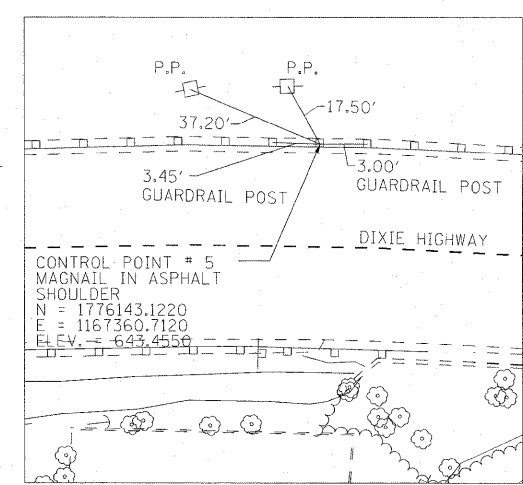 P.P.
P.P.
17.50'
37.20'
3.45'
GUARDRAIL POST
3.00'
GUARDRAIL POST
DIXIE HIGHWAY
CONTROL POINT # 5
MAGNAIL IN ASPHALT
SHOULDER
N = 1776143.1220
E = 1167360.7120
ELEV. = 643.4550